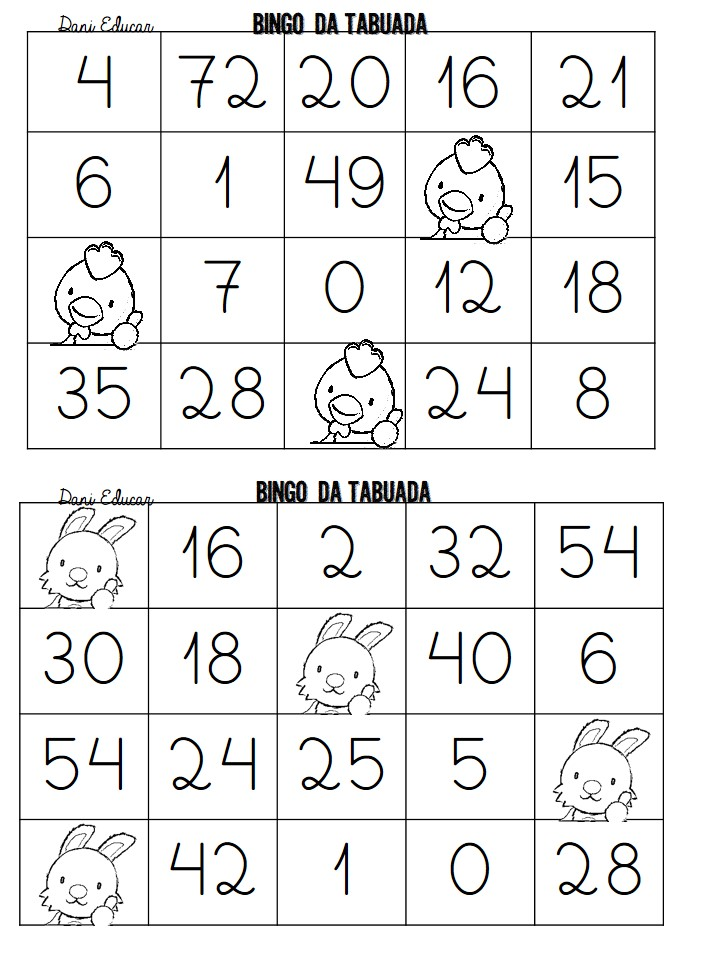 Dani Educar BINGO DA TABUADA
4 72 20 16 21
6 1 49 15
7 0 12 18
35 28 24 8
Dani Educar BINGO DA TABUADA
16 2 32 54
30 18 40 6
54 24 25 5
42 1 0 28